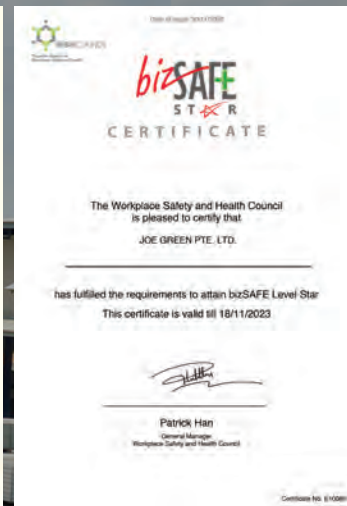 bizSAFE
STAR
CERTIFICATE
The Workplace Safety and Health Council
is pleased to certify that
JOE GREEN PTE. LTD.
has fulfilled the requirements to attain bizSAFE Level Star
This certificate is valid till 18/11/2023
Patrick Han
General Manager
Workplace Safety and Health Council
Certificate No.